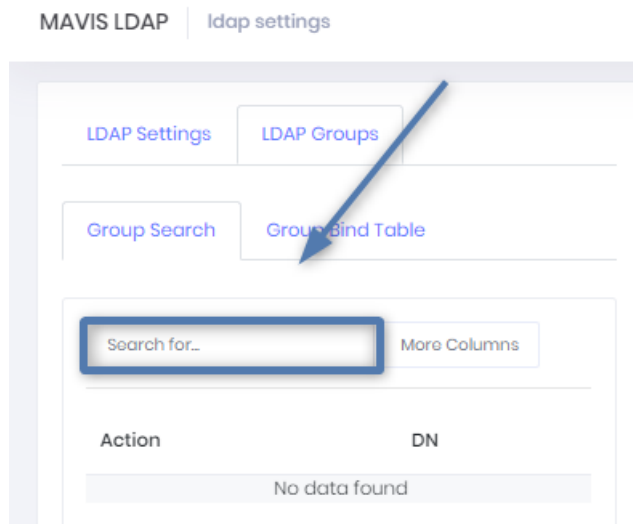 MAVIS LDAP ldap settings
LDAP Settings LDAP Groups
Group Search Group Bind Table
Search for... More Columns
Action DN
No data found